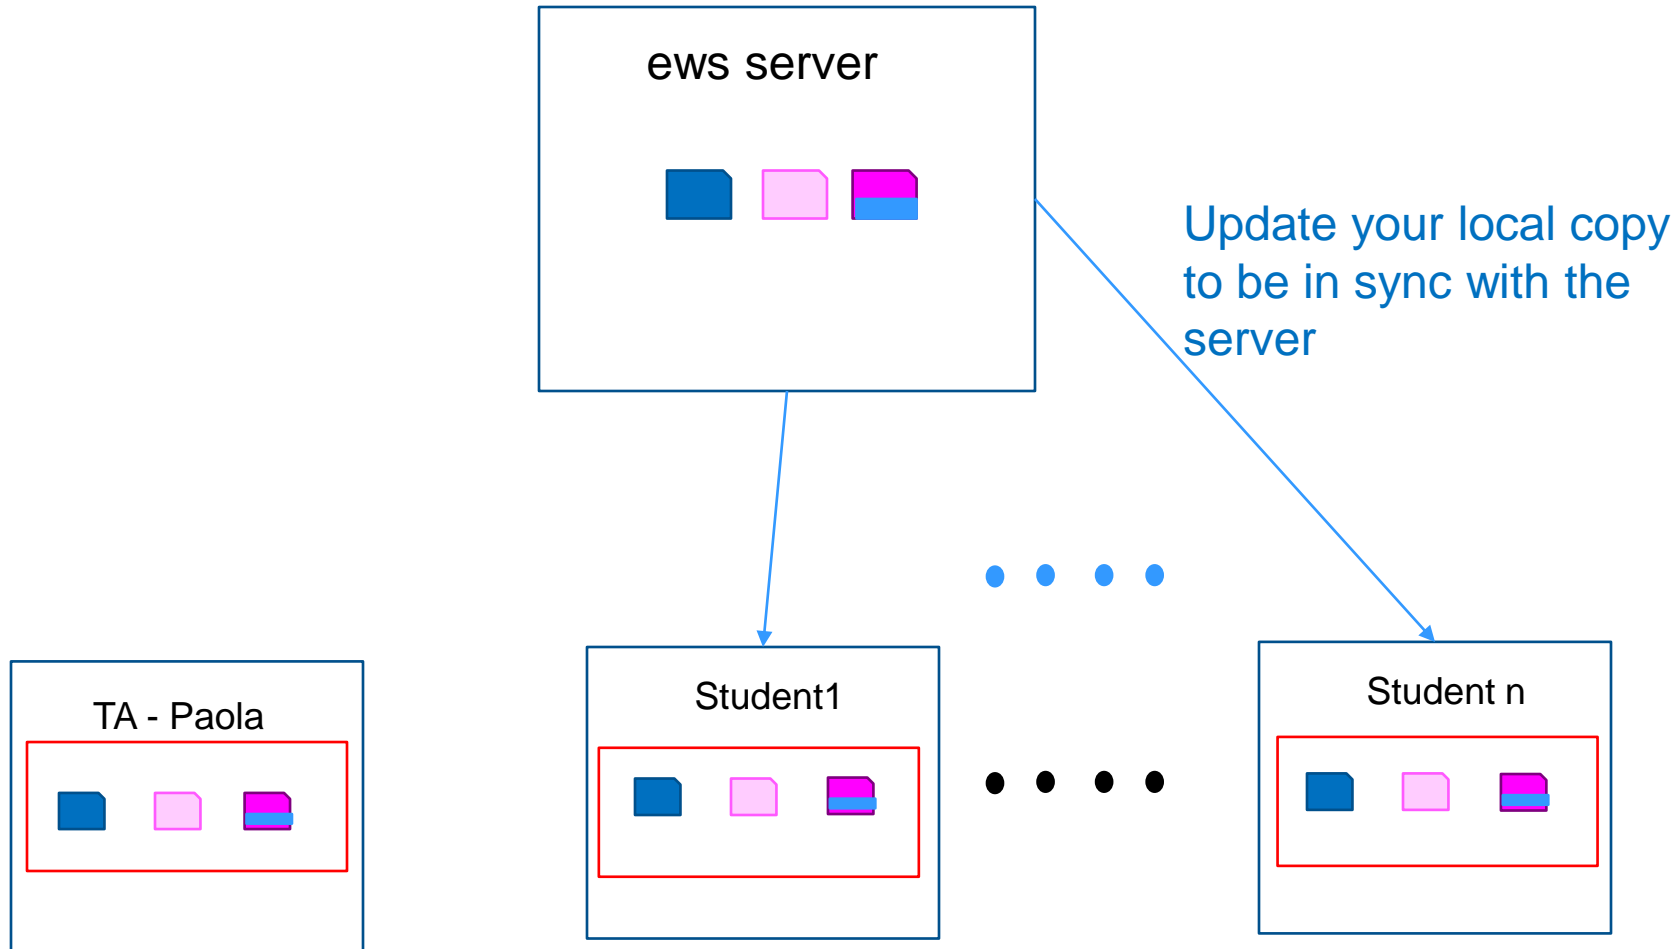 ews server
Update your local copy
to be in sync with the
server
TA - Paola
Student1
Student n